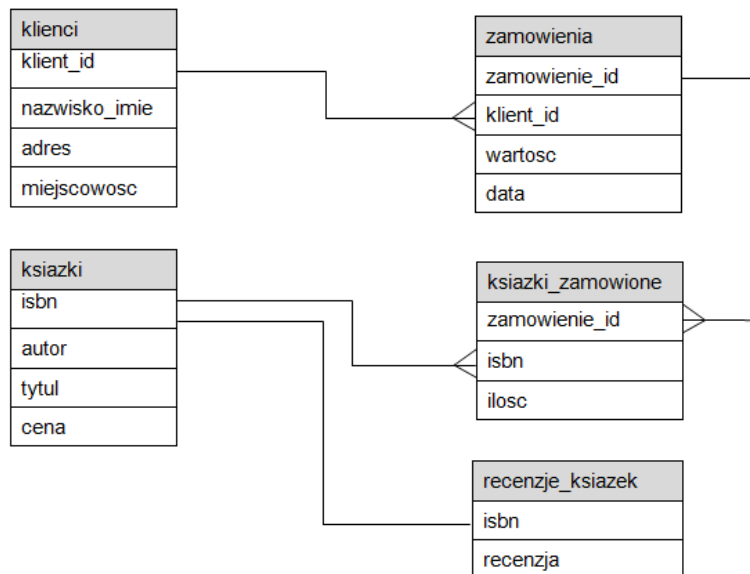 klienci
klient_id
nazwisko_imie
adres
miejscowosc
zamowienia
zamowienie_id
klient_id
wartosc
data
ksiazki
isbn
autor
tytul
cena
ksiazki_zamowione
zamowienie_id
isbn
ilosc
recenzje_ksiazek
isbn
recenzja